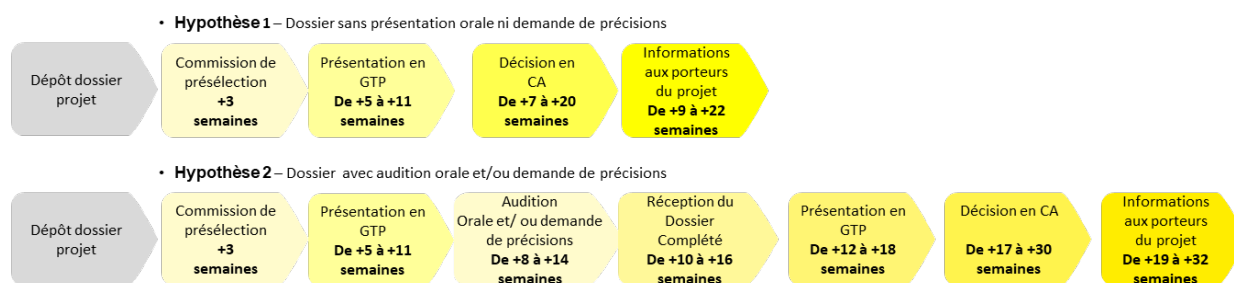 • Hypothèse 1 – Dossier sans présentation orale ni demande de précisions
Dépôt dossier
projet
Commission de
présélection
+3
semaines
Présentation en
GTP
De +5 à +11
semaines
Décision en
CA
De +7 à +20
semaines
Informations
aux porteurs
du projet
De +9 à +22
semaines
• Hypothèse 2 – Dossier avec audition orale et/ou demande de précisions
Dépôt dossier
projet
Commission de
présélection
+3
semaines
Présentation en
GTP
De +5 à +11
semaines
Audition
Orale et/ ou demande
de précisions
De +8 à +14
semaines
Réception du
Dossier
Complété
De +10 à +16
semaines
Présentation en
GTP
De +12 à +18
semaines
Décision en CA
De +17 à +30
semaines
Informations
aux porteurs
du projet
De +19 à +32
semaines